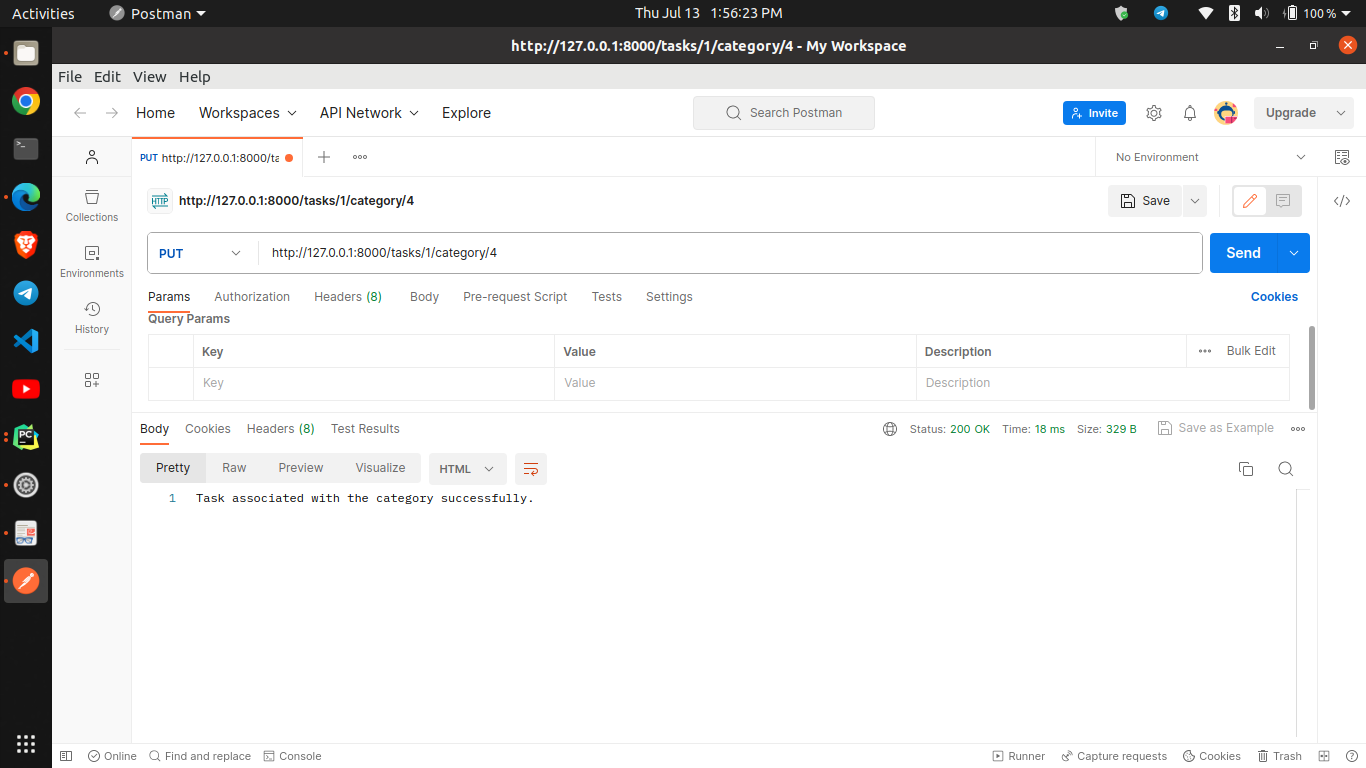 Activities Postman Thu Jul 13 1:56:23 PM 100 %
http://127.0.0.1:8000/tasks/1/category/4 - My Workspace
File Edit View Help
Home Workspaces API Network Explore Search Postman Invite Upgrade
PUT http://127.0.0.1:8000/ta No Environment
Collections
Environments
History
HTTP http://127.0.0.1:8000/tasks/1/category/4 Save
PUT http://127.0.0.1:8000/tasks/1/category/4 Send
Params Authorization Headers (8) Body Pre-request Script Tests Settings Cookies
Query Params
Key Value Description Bulk Edit
Key Value Description
Body Cookies Headers (8) Test Results Status: 200 OK Time: 18 ms Size: 329 B Save as Example
Pretty Raw Preview Visualize HTML
1 Task associated with the category successfully.
PC
Online Find and replace Console Runner Capture requests Cookies Trash